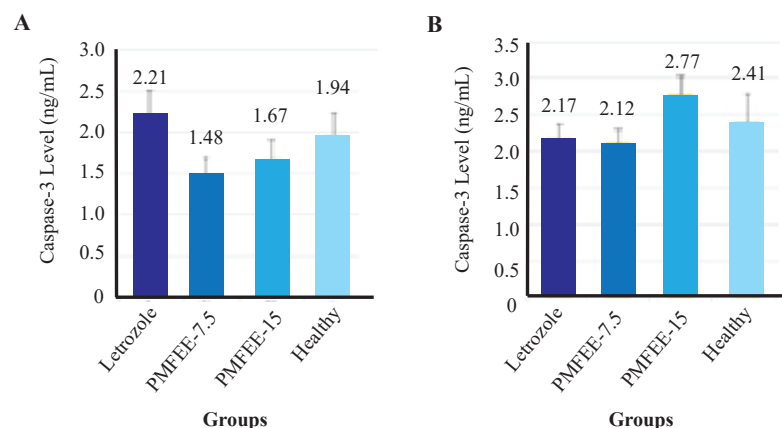 A
Caspase-3 Level (ng/mL)
3.0
2.5
2.0
1.5
1.0
0.5
0
2.21
1.48
1.67
1.94
Letrozole
PMFEE-7.5
PMFEE-15
Healthy
Groups
B
Caspase-3 Level (ng/mL)
3.5
3.0
2.5
2.0
1.0
0.5
0
2.17
2.12
2.77
2.41
Letrozole
PMFEE-7.5
PMFEE-15
Healthy
Groups